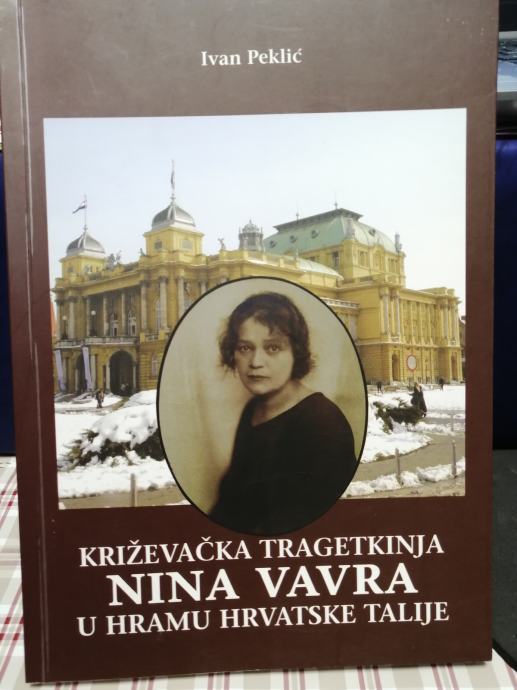 Ivan Peklić
KRIŽEVAČKA TRAGETKINJA
NINA VAVRA
U HRAMU HRVATSKE TALIJE